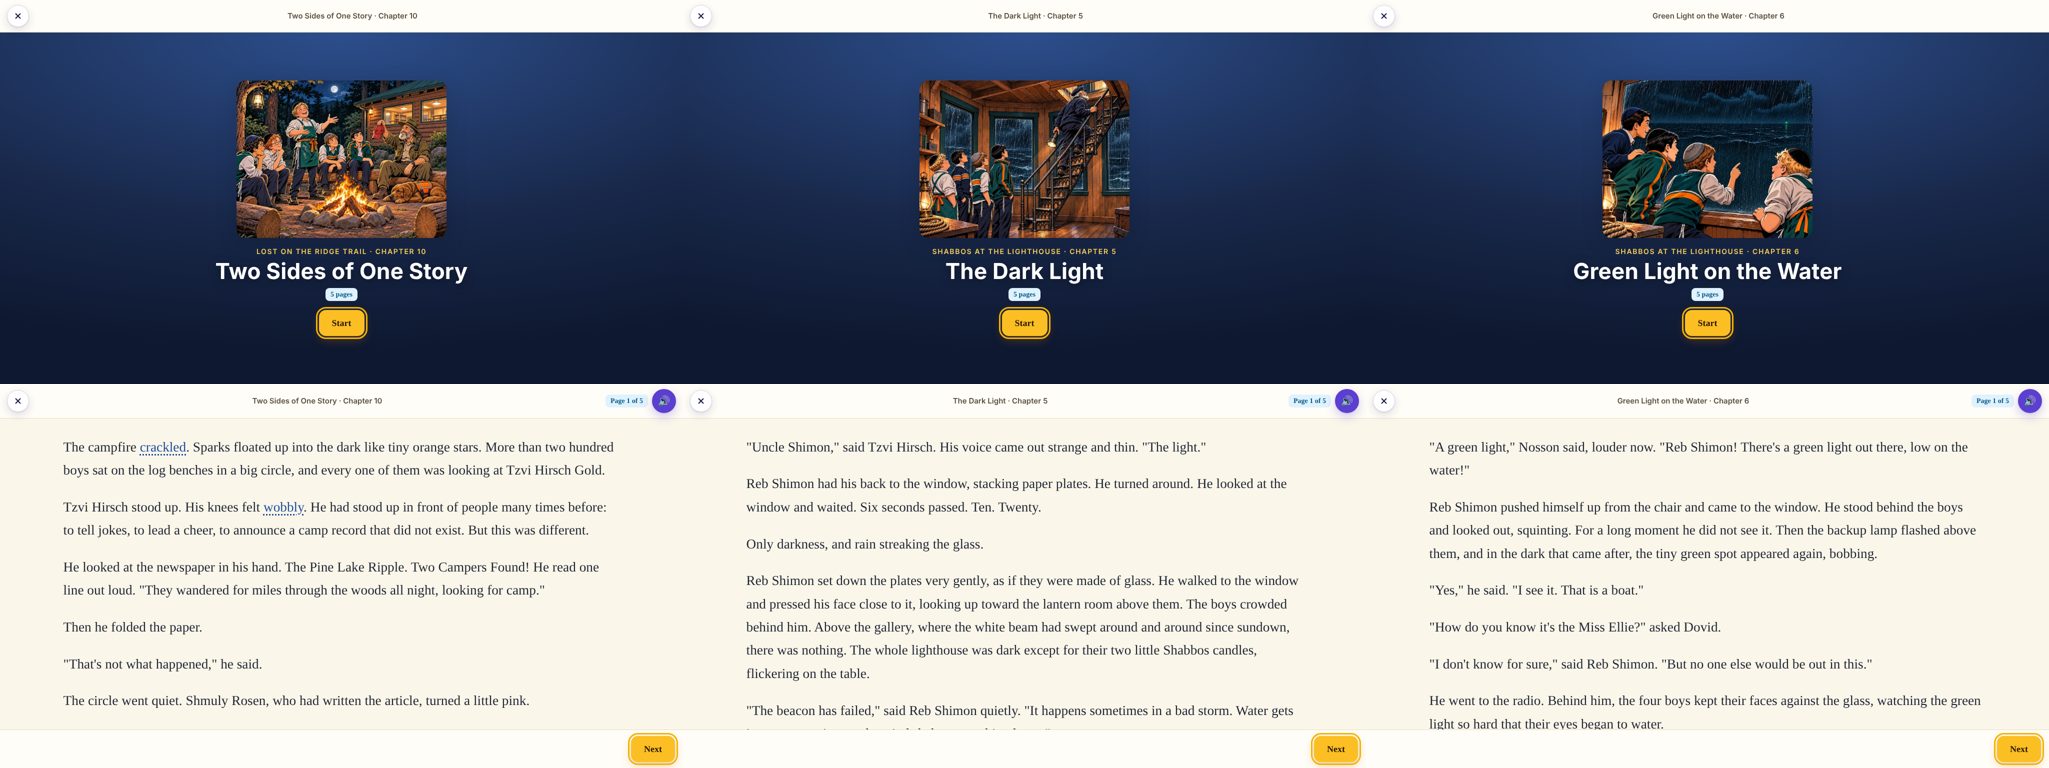 ✕
Two Sides of One Story · Chapter 10
LOST ON THE RIDGE TRAIL · CHAPTER 10
Two Sides of One Story
5 pages
Start
✕
The Dark Light · Chapter 5
SHABBOS AT THE LIGHTHOUSE · CHAPTER 5
The Dark Light
5 pages
Start
✕
Green Light on the Water · Chapter 6
SHABBOS AT THE LIGHTHOUSE · CHAPTER 6
Green Light on the Water
5 pages
Start
✕
Two Sides of One Story · Chapter 10
Page 1 of 5
The campfire crackled. Sparks floated up into the dark like tiny orange stars. More than two hundred
boys sat on the log benches in a big circle, and every one of them was looking at Tzvi Hirsch Gold.
Tzvi Hirsch stood up. His knees felt wobbly. He had stood up in front of people many times before:
to tell jokes, to lead a cheer, to announce a camp record that did not exist. But this was different.
He looked at the newspaper in his hand. The Pine Lake Ripple. Two Campers Found! He read one
line out loud. "They wandered for miles through the woods all night, looking for camp."
Then he folded the paper.
"That's not what happened," he said.
The circle went quiet. Shmuly Rosen, who had written the article, turned a little pink.
Next
✕
The Dark Light · Chapter 5
Page 1 of 5
"Uncle Shimon," said Tzvi Hirsch. His voice came out strange and thin. "The light."
Reb Shimon had his back to the window, stacking paper plates. He turned around. He looked at the
window and waited. Six seconds passed. Ten. Twenty.
Only darkness, and rain streaking the glass.
Reb Shimon set down the plates very gently, as if they were made of glass. He walked to the window
and pressed his face close to it, looking up toward the lantern room above them. The boys crowded
behind him. Above the gallery, where the white beam had swept around and around since sundown,
there was nothing. The whole lighthouse was dark except for their two little Shabbos candles,
flickering on the table.
"The beacon has failed," said Reb Shimon quietly. "It happens sometimes in a bad storm. Water gets
Next
✕
Green Light on the Water · Chapter 6
Page 1 of 5
"A green light," Nosson said, louder now. "Reb Shimon! There's a green light out there, low on the
water!"
Reb Shimon pushed himself up from the chair and came to the window. He stood behind the boys
and looked out, squinting. For a long moment he did not see it. Then the backup lamp flashed above
them, and in the dark that came after, the tiny green spot appeared again, bobbing.
"Yes," he said. "I see it. That is a boat."
"How do you know it's the Miss Ellie?" asked Dovid.
"I don't know for sure," said Reb Shimon. "But no one else would be out in this."
He went to the radio. Behind him, the four boys kept their faces against the glass, watching the green
light so hard that their eyes began to water.
Next